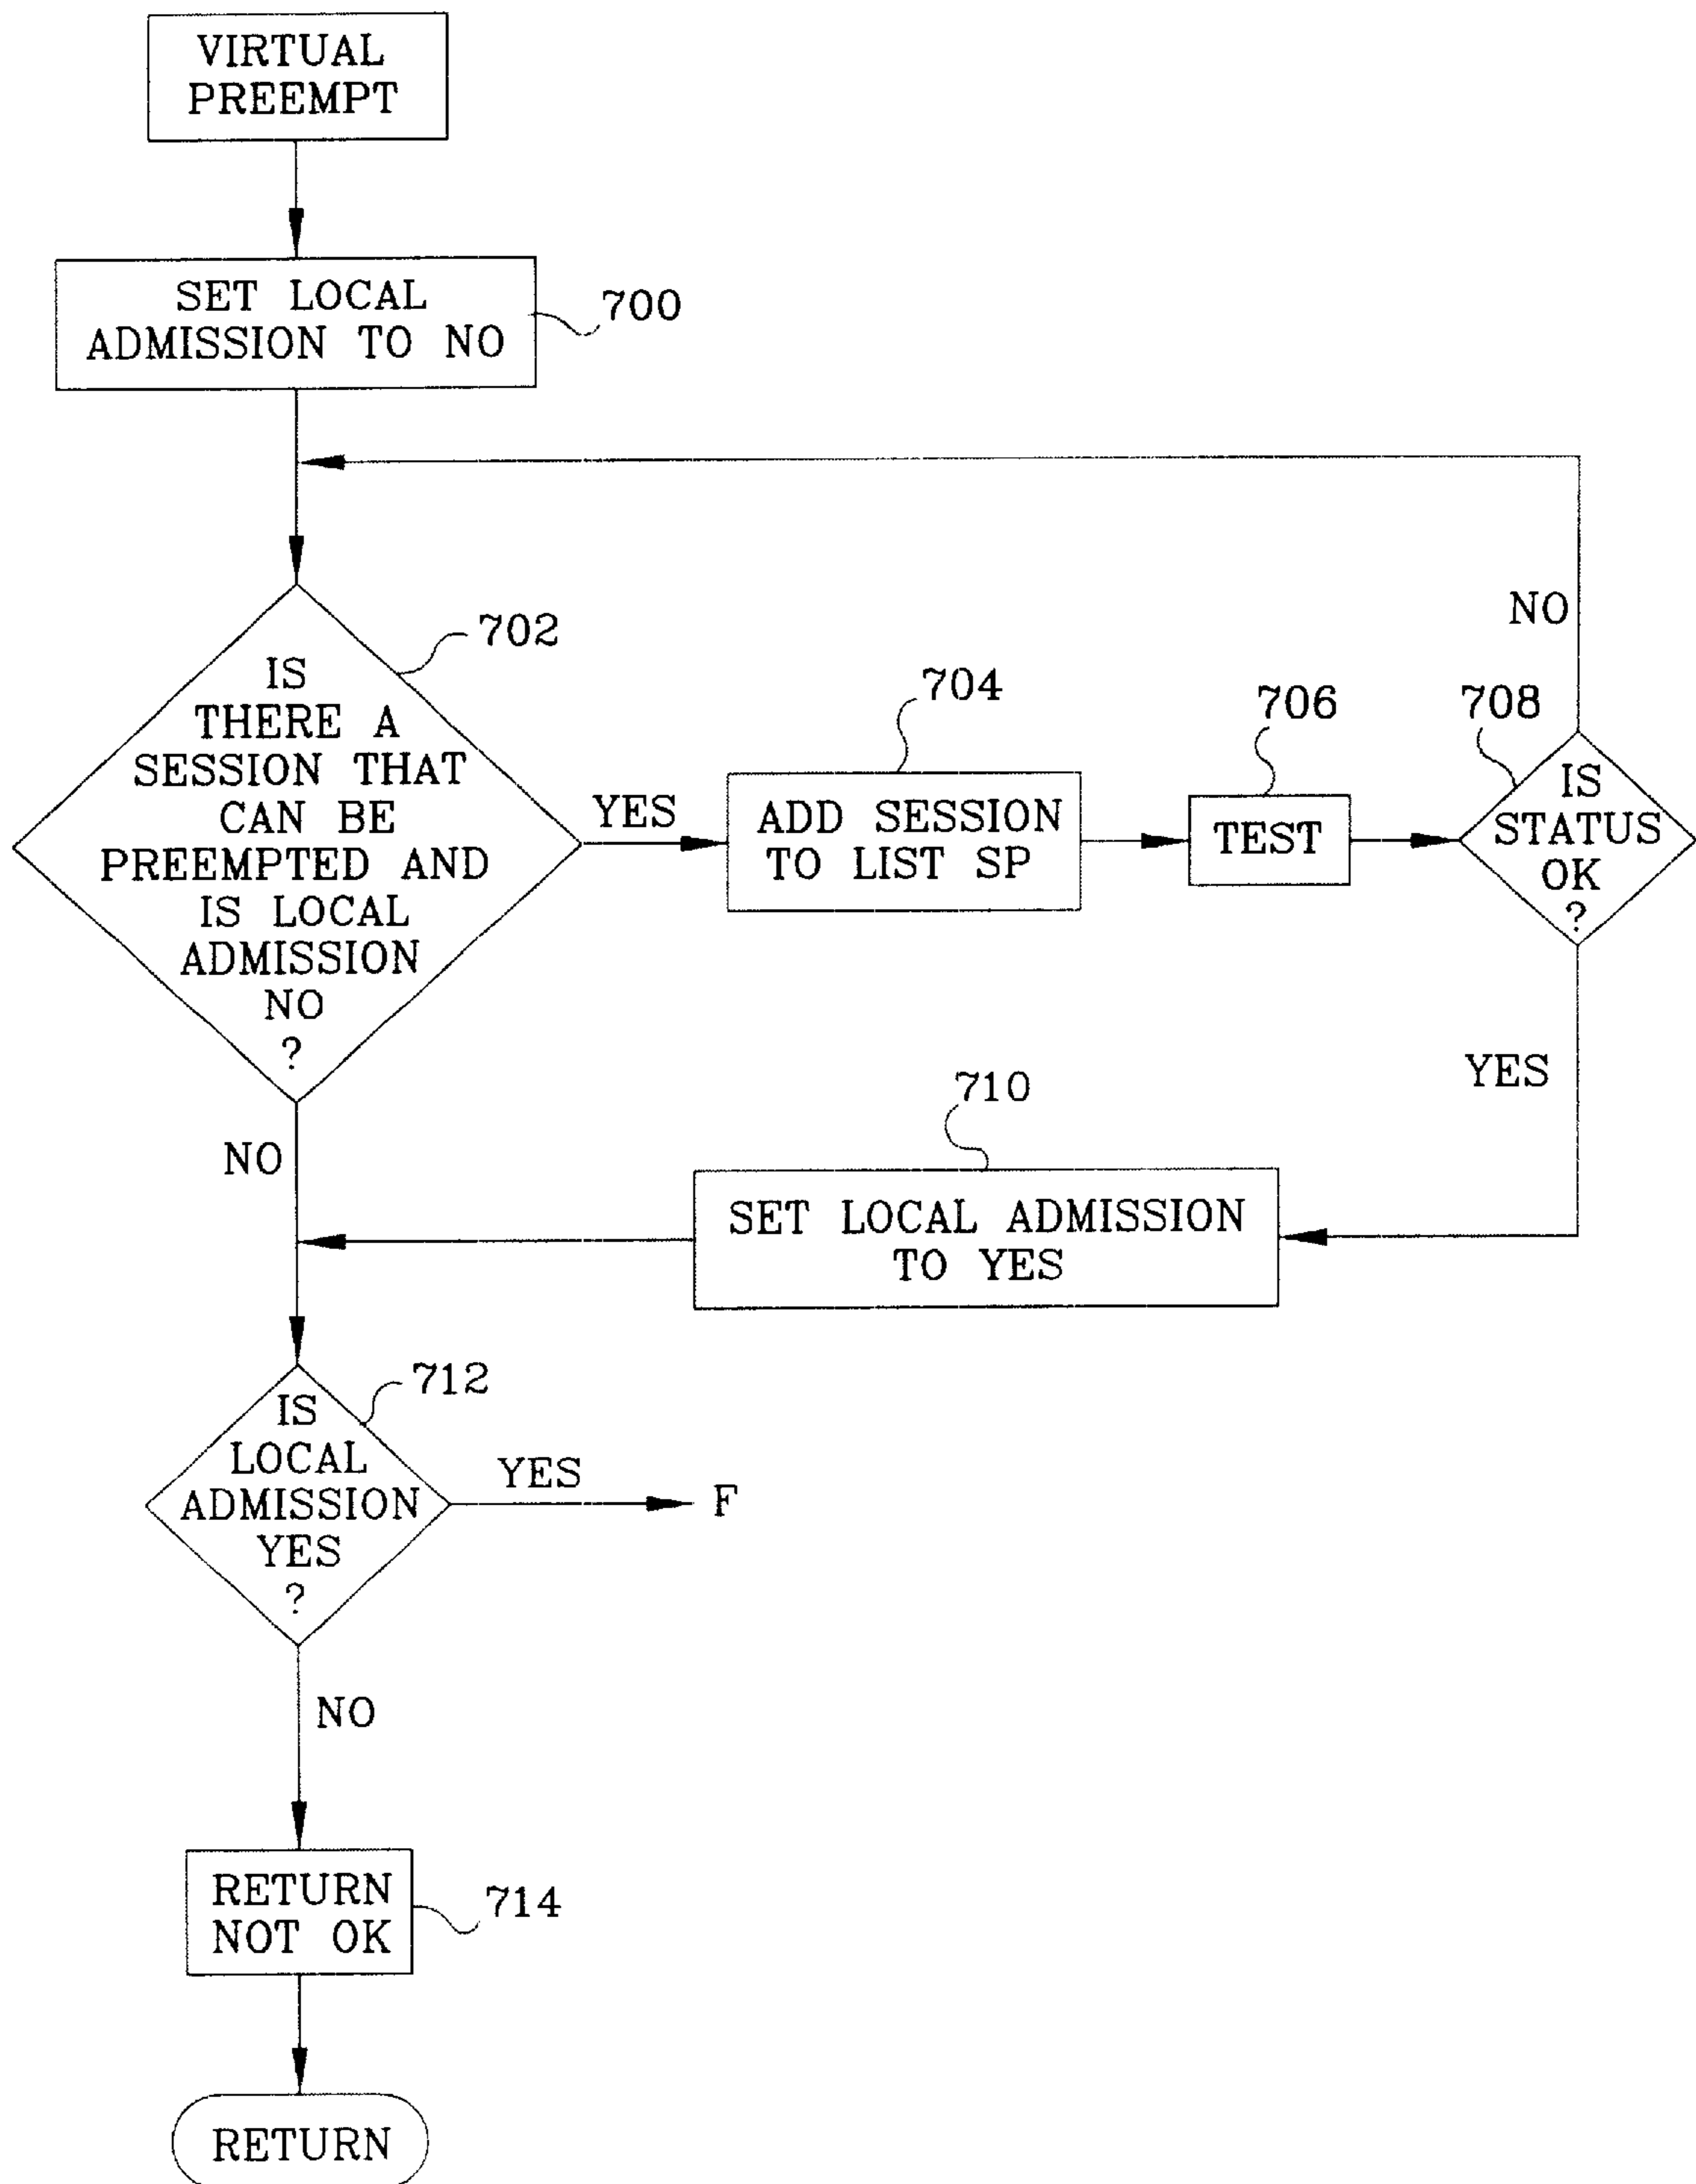 VIRTUAL
PREEMPT
SET LOCAL
ADMISSION TO NO
700
702
IS
THERE A
SESSION THAT
CAN BE
PREEMPTED AND
IS LOCAL
ADMISSION
NO
?
YES
704
ADD SESSION
TO LIST SP
706
TEST
708
IS
STATUS
OK
?
NO
YES
710
SET LOCAL ADMISSION
TO YES
NO
712
IS
LOCAL
ADMISSION
YES
?
YES
F
NO
RETURN
NOT OK
714
RETURN